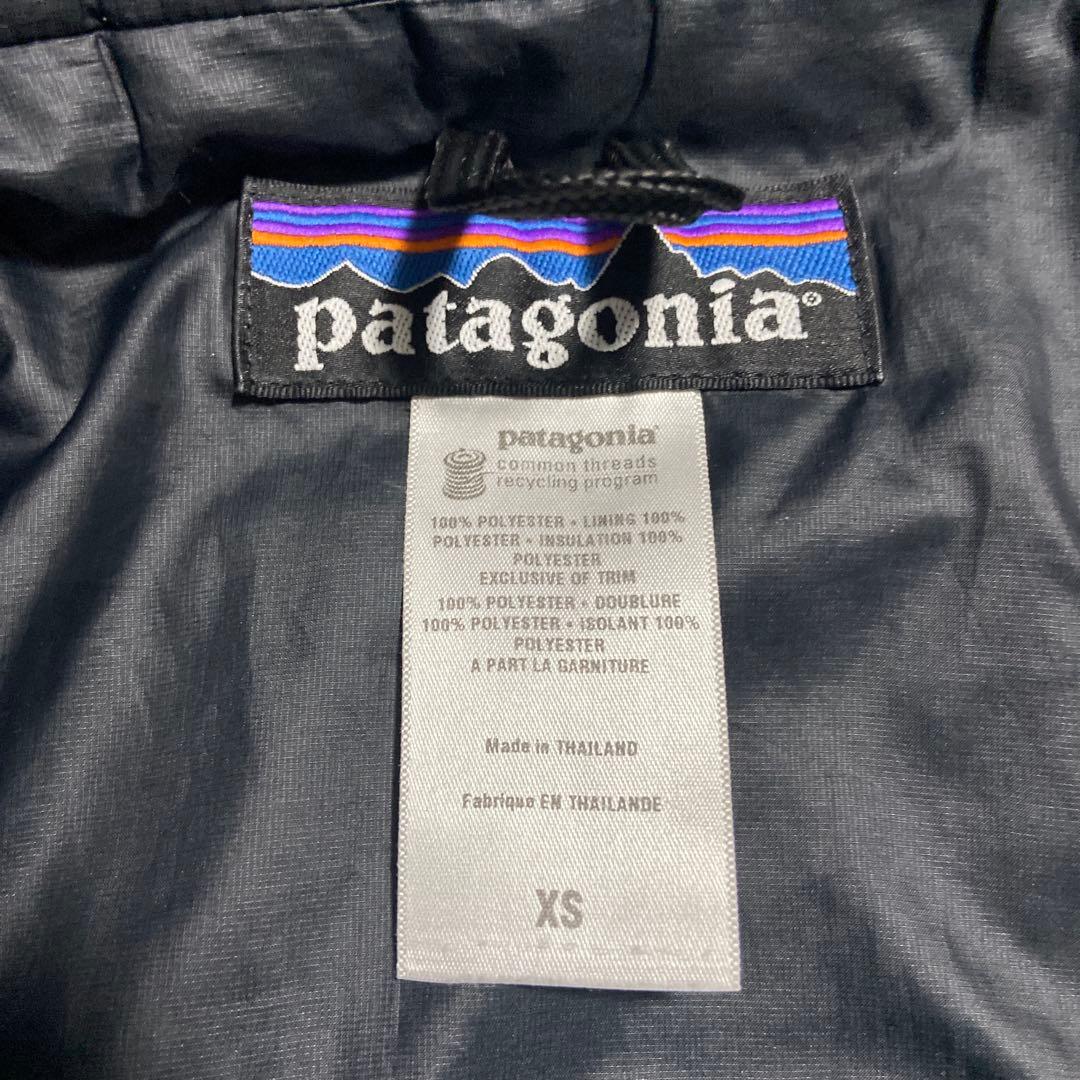 patagonia®
patagonia®
common threads
recycling program
100% POLYESTER • LINING 100%
POLYESTER • INSULATION 100%
POLYESTER
EXCLUSIVE OF TRIM
100% POLYESTER • DOUBLURE
100% POLYESTER • ISOLANT 100%
POLYESTER
A PART LA GARNITURE
Made in THAILAND
Fabrique EN THAILANDE
XS